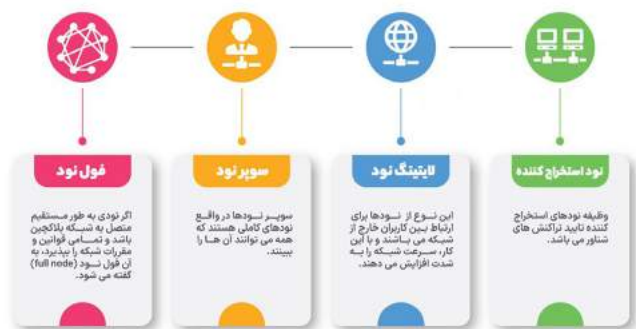 نود استخراج کننده
وظیفه نودهای استخراج
کننده تایید تراکنش های
شناور می باشد.
لایتینگ نود
این نوع از نودها برای
ارتباط بین کاربران خارج از
شبکه می باشند و با این
کار، سرعت شبکه را به
شدت افزایش می دهند.
سوپر نود
سوپر نودها در واقع
نودهای کاملی هستند که
همه می توانند آن ها را
ببینند.
فول نود
اگر نودی به طور مستقیم
متصل به شبکه بلاکچین
باشد و تمامی قوانین و
مقررات شبکه را بپذیرد، به
آن فول نود (full node)
گفته می شود.